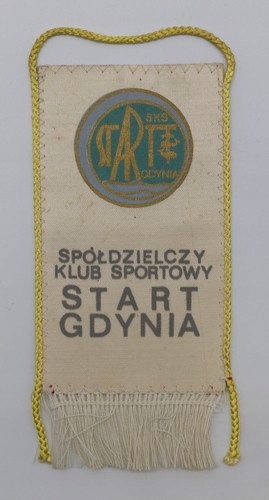 SKS
START
GDYNIA
SPÓŁDZIELCZY
KLUB SPORTOWY
START
GDYNIA